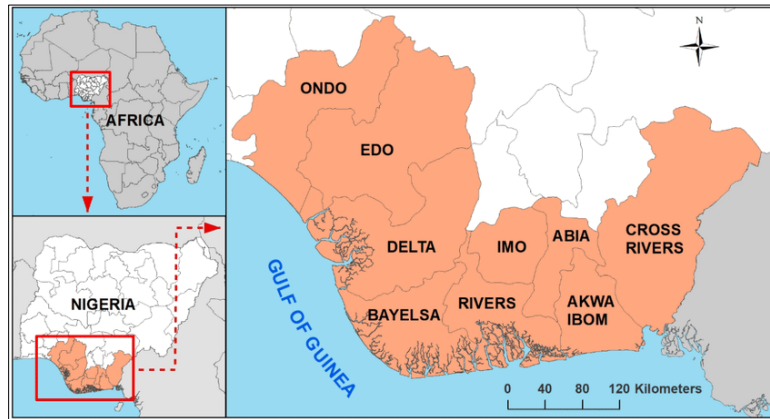 AFRICA
NIGERIA
N
ONDO
EDO
DELTA
IMO
ABIA
CROSS
RIVERS
BAYELSA
RIVERS
AKWA
IBOM
GULF OF GUINEA
0 40 80 120 Kilometers